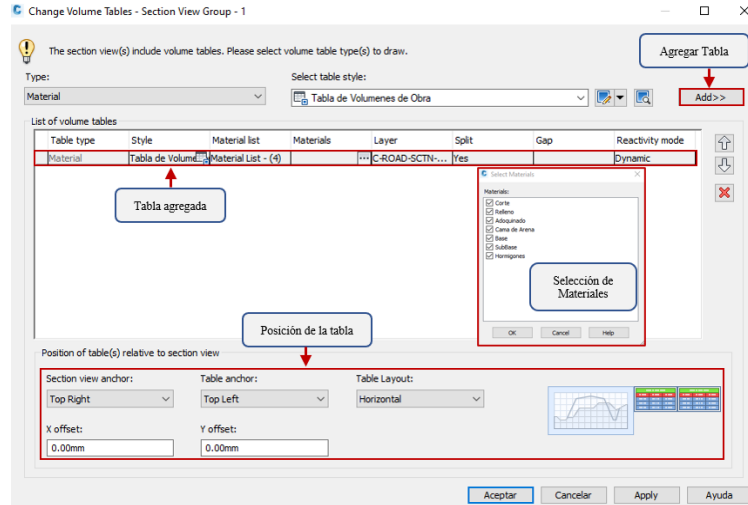 Change Volume Tables - Section View Group - 1
The section view(s) include volume tables. Please select volume table type(s) to draw.
Agregar Tabla
Type:
Select table style:
Material
Tabla de Volumenes de Obra
Add>>
List of volume tables
Table type Style Material list Materials Layer Split Gap Reactivity mode
Material Tabla de Volume... Material List - (4) ... C-ROAD-SCTN-... Yes Dynamic
Tabla agregada
Select Materials
Materials:
Corte
Relleno
Adoquinado
Cama de Arena
Base
SubBase
Hormigones
Selección de
Materiales
OK Cancel Help
Posición de la tabla
Position of table(s) relative to section view
Section view anchor: Table anchor: Table Layout:
Top Right Top Left Horizontal
X offset: Y offset:
0.00mm 0.00mm
Aceptar Cancelar Apply Ayuda